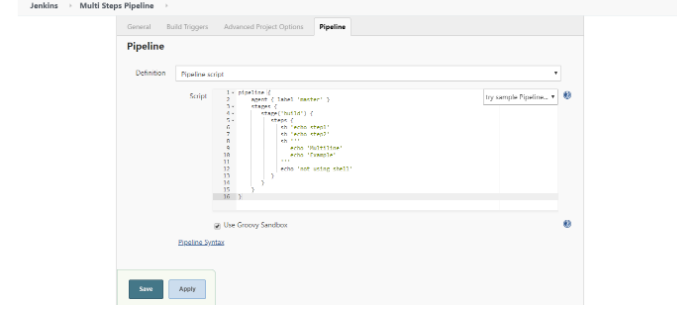 Jenkins › Multi Steps Pipeline ›
General Build Triggers Advanced Project Options Pipeline
Pipeline
Definition Pipeline script
Script
try sample Pipeline...
1 pipeline {
2 agent { label 'master' }
3 stages {
4 stage('build') {
5 steps {
6 sh 'echo step1'
7 sh 'echo step2'
8 sh '''
9 echo 'Multiline'
10 echo 'Example'
11 '''
12 echo 'not using shell'
13 }
14 }
15 }
16 }
Use Groovy Sandbox
Pipeline Syntax
Save Apply